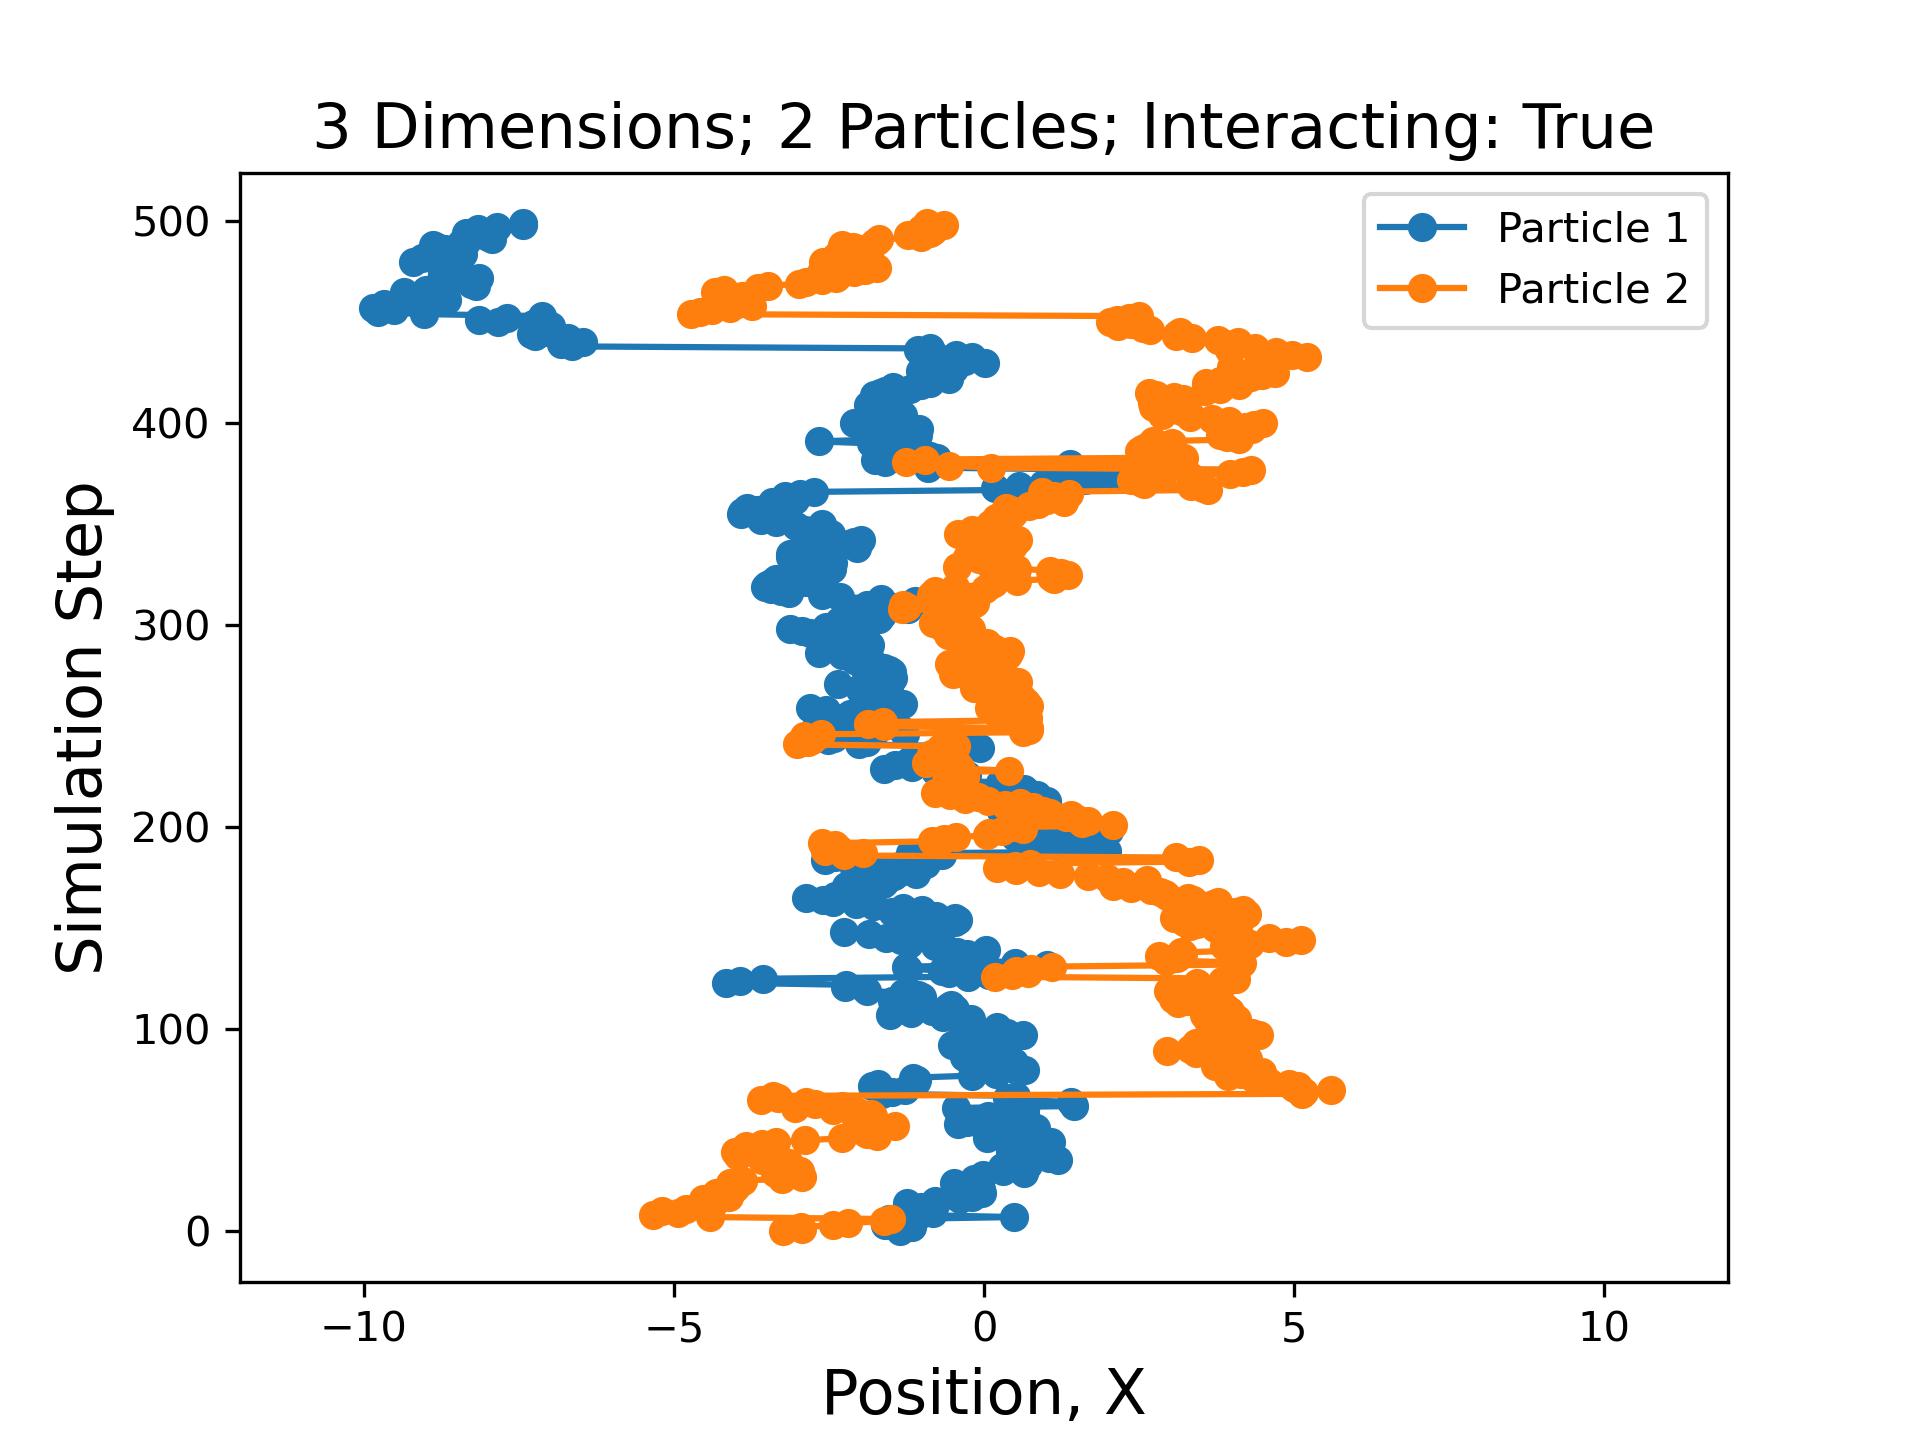 3 Dimensions; 2 Particles; Interacting: True
Particle 1
Particle 2
500
400
300
200
100
0
Simulation Step
−10
−5
0
5
10
Position, X